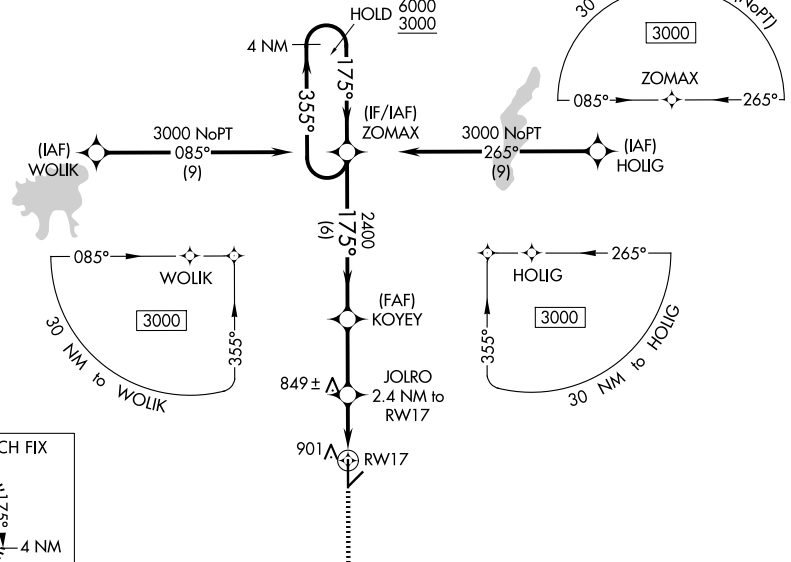 HOLD 6000
3000
4 NM
175°
355°
30
(NoPT)
3000
ZOMAX
085°
265°
(IF/IAF)
ZOMAX
3000 NoPT
085°
(9)
(IAF)
WOLIK
3000 NoPT
265°
(9)
(IAF)
HOLIG
2400
175°
(6)
085°
WOLIK
3000
355°
30 NM to WOLIK
265°
HOLIG
3000
355°
30 NM to HOLIG
(FAF)
KOYEY
849 ±
JOLRO
2.4 NM to
RW17
901
RW17
CH FIX
175°
4 NM